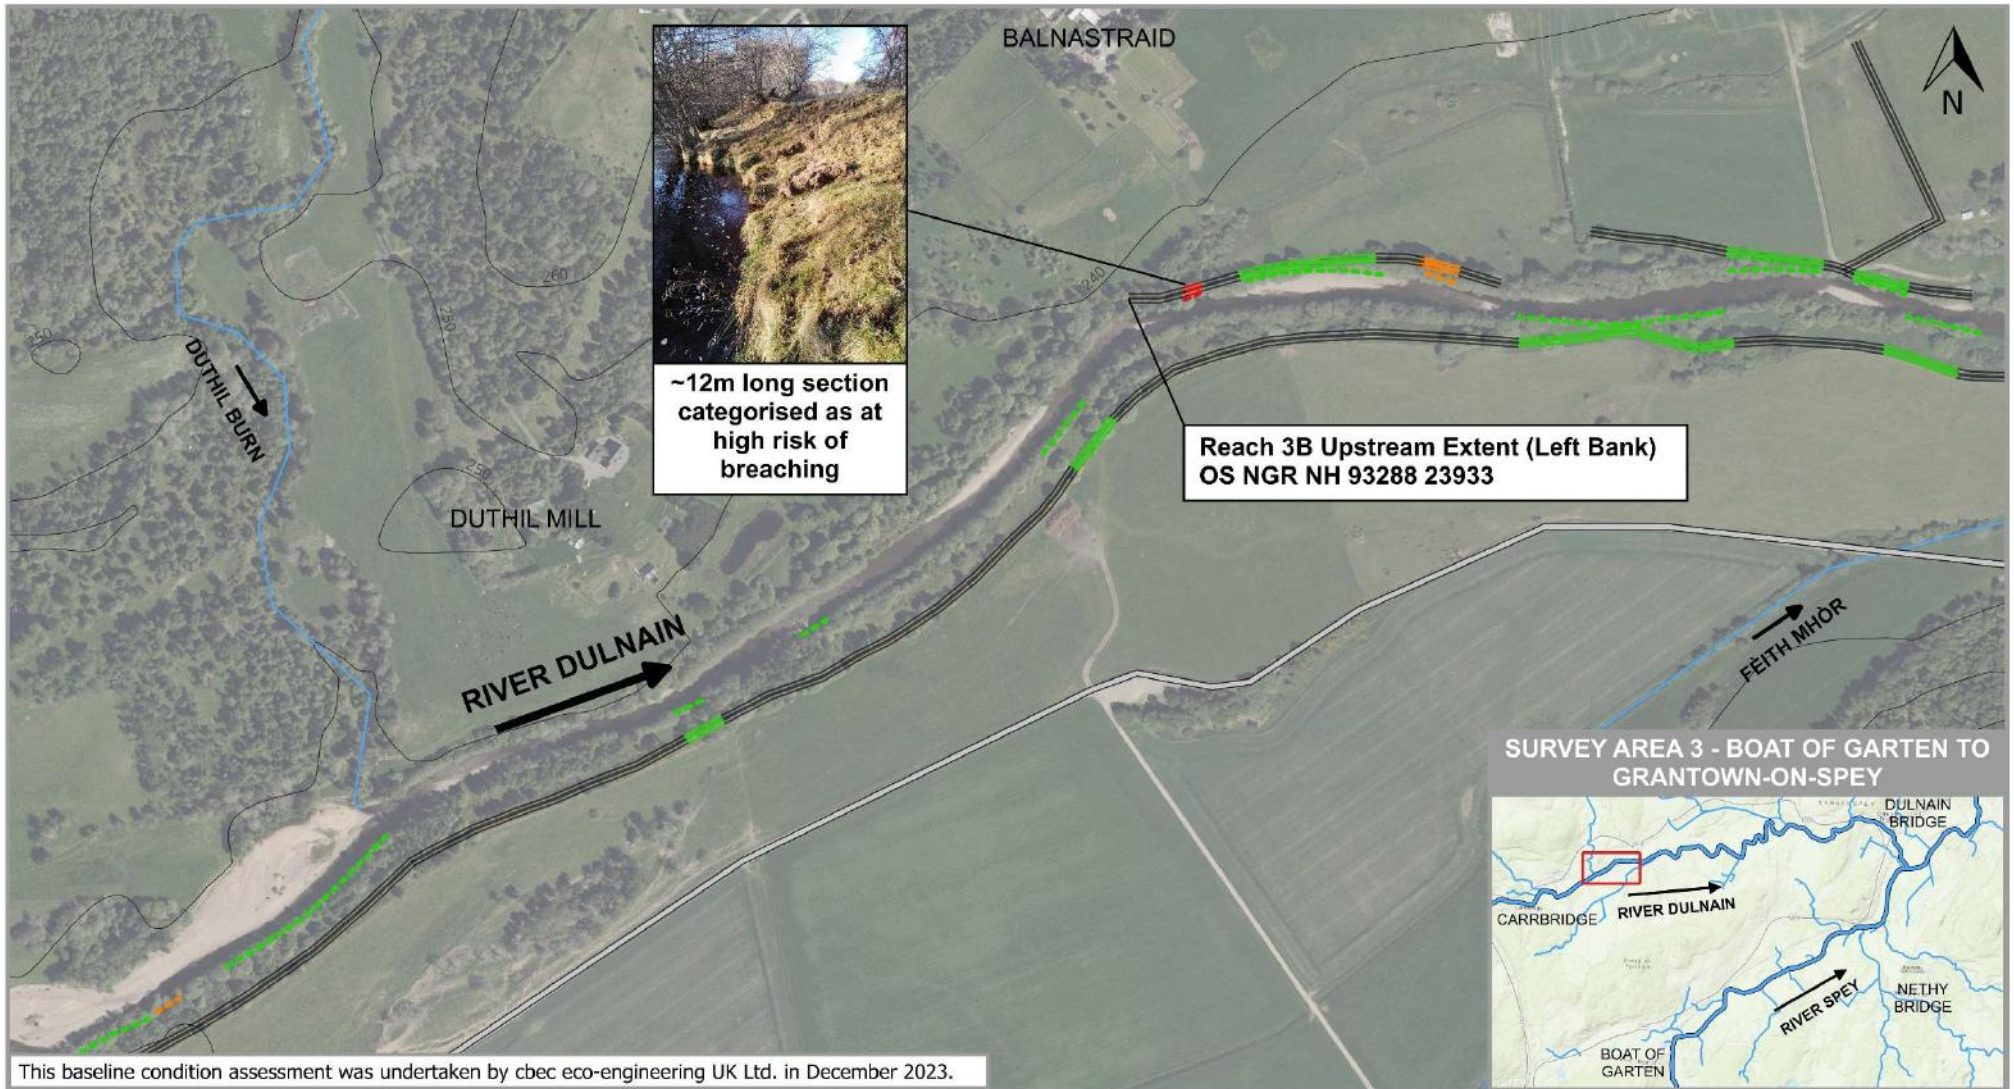 BALNASTRAID
N
260
240
250
250
250
DUTHIL BURN
~12m long section
categorised as at
high risk of
breaching
Reach 3B Upstream Extent (Left Bank)
OS NGR NH 93288 23933
DUTHIL MILL
RIVER DULNAIN
FÈITH MHÒR
SURVEY AREA 3 - BOAT OF GARTEN TO
GRANTOWN-ON-SPEY
DULNAIN
BRIDGE
CARRBRIDGE
RIVER DULNAIN
NETHY
BRIDGE
RIVER SPEY
BOAT OF
GARTEN
This baseline condition assessment was undertaken by cbec eco-engineering UK Ltd. in December 2023.